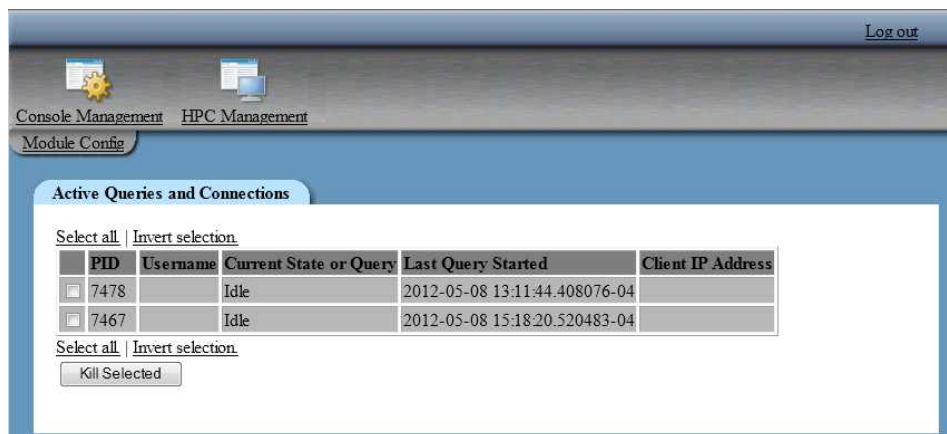 Log out
Console Management HPC Management
Module Config
Active Queries and Connections
Select all | Invert selection.
PID Username Current State or Query Last Query Started Client IP Address
7478 Idle 2012-05-08 13:11:44.408076-04
7467 Idle 2012-05-08 15:18:20.520483-04
Select all | Invert selection.
Kill Selected